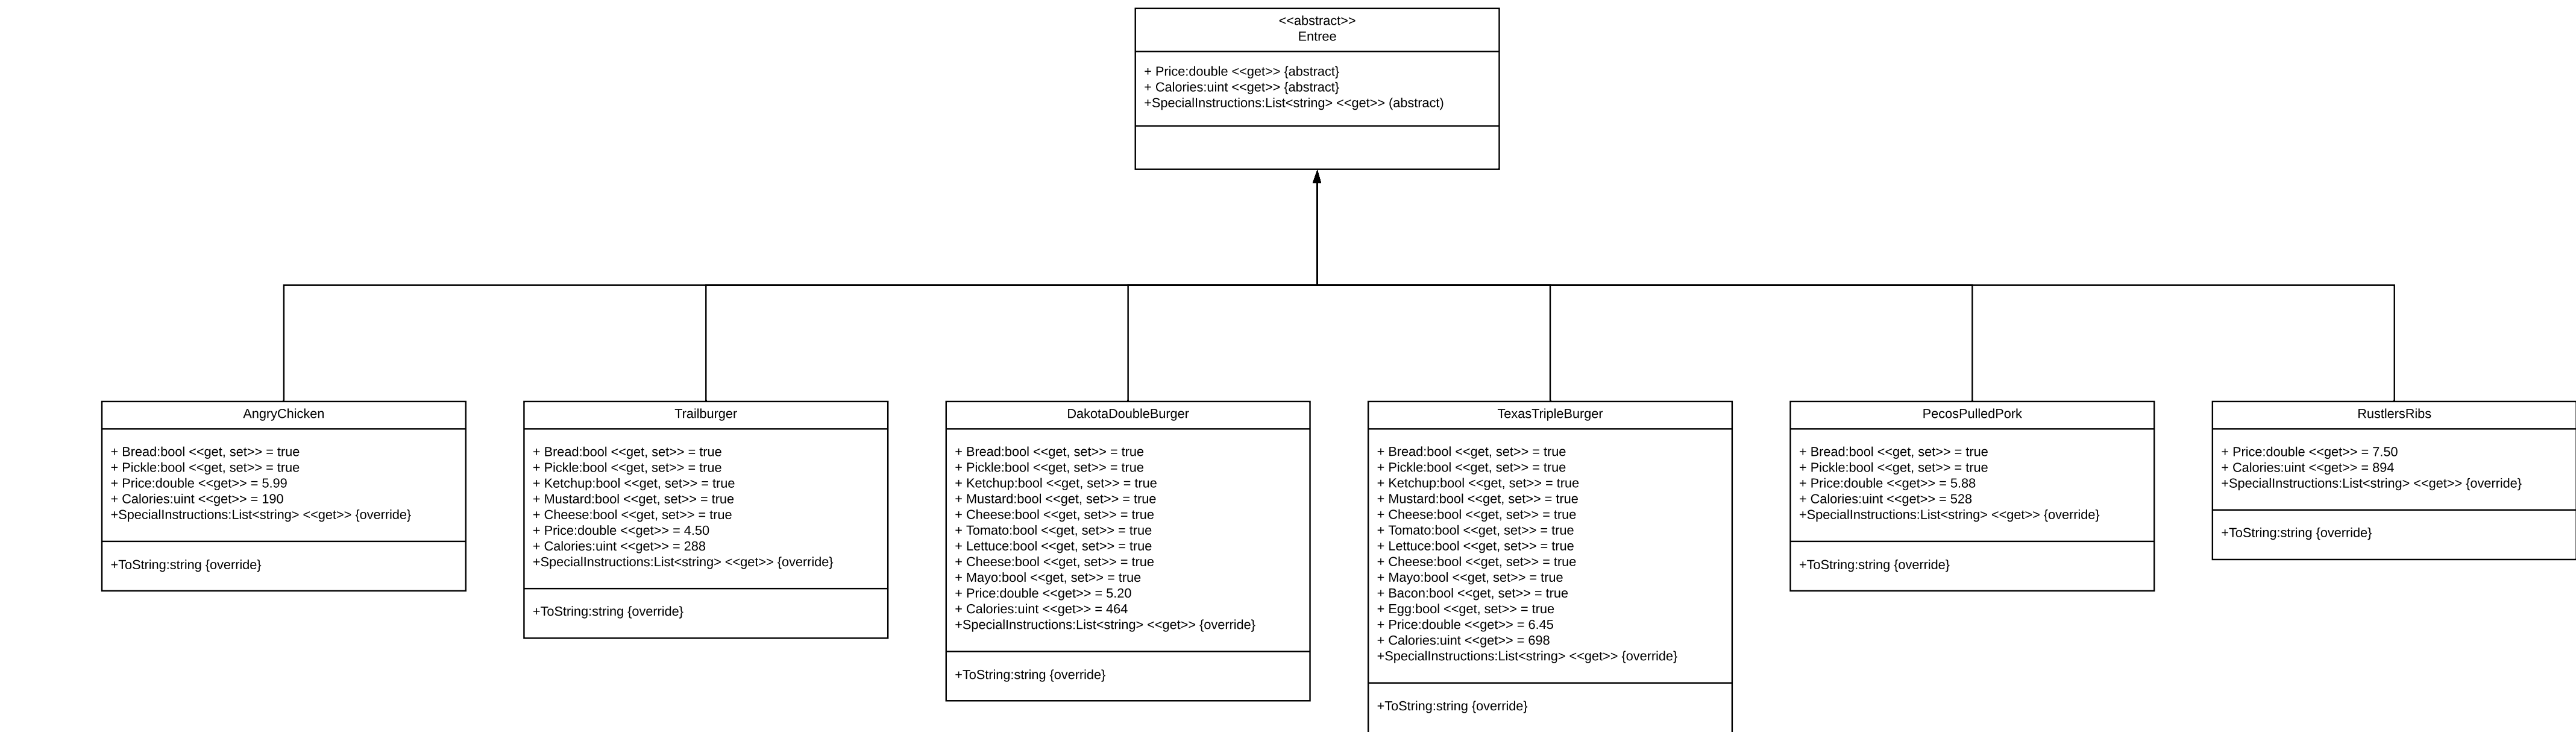 <<abstract>>
Entree
+ Price:double <<get>> {abstract}
+ Calories:uint <<get>> {abstract}
+SpecialInstructions:List<string> <<get>> (abstract)
AngryChicken
+ Bread:bool <<get, set>> = true
+ Pickle:bool <<get, set>> = true
+ Price:double <<get>> = 5.99
+ Calories:uint <<get>> = 190
+SpecialInstructions:List<string> <<get>> {override}
+ToString:string {override}
Trailburger
+ Bread:bool <<get, set>> = true
+ Pickle:bool <<get, set>> = true
+ Ketchup:bool <<get, set>> = true
+ Mustard:bool <<get, set>> = true
+ Cheese:bool <<get, set>> = true
+ Price:double <<get>> = 4.50
+ Calories:uint <<get>> = 288
+SpecialInstructions:List<string> <<get>> {override}
+ToString:string {override}
DakotaDoubleBurger
+ Bread:bool <<get, set>> = true
+ Pickle:bool <<get, set>> = true
+ Ketchup:bool <<get, set>> = true
+ Mustard:bool <<get, set>> = true
+ Cheese:bool <<get, set>> = true
+ Tomato:bool <<get, set>> = true
+ Lettuce:bool <<get, set>> = true
+ Cheese:bool <<get, set>> = true
+ Mayo:bool <<get, set>> = true
+ Price:double <<get>> = 5.20
+ Calories:uint <<get>> = 464
+SpecialInstructions:List<string> <<get>> {override}
+ToString:string {override}
TexasTripleBurger
+ Bread:bool <<get, set>> = true
+ Pickle:bool <<get, set>> = true
+ Ketchup:bool <<get, set>> = true
+ Mustard:bool <<get, set>> = true
+ Cheese:bool <<get, set>> = true
+ Tomato:bool <<get, set>> = true
+ Lettuce:bool <<get, set>> = true
+ Cheese:bool <<get, set>> = true
+ Mayo:bool <<get, set>> = true
+ Bacon:bool <<get, set>> = true
+ Egg:bool <<get, set>> = true
+ Price:double <<get>> = 6.45
+ Calories:uint <<get>> = 698
+SpecialInstructions:List<string> <<get>> {override}
+ToString:string {override}
PecosPulledPork
+ Bread:bool <<get, set>> = true
+ Pickle:bool <<get, set>> = true
+ Price:double <<get>> = 5.88
+ Calories:uint <<get>> = 528
+SpecialInstructions:List<string> <<get>> {override}
+ToString:string {override}
RustlersRibs
+ Price:double <<get>> = 7.50
+ Calories:uint <<get>> = 894
+SpecialInstructions:List<string> <<get>> {override}
+ToString:string {override}